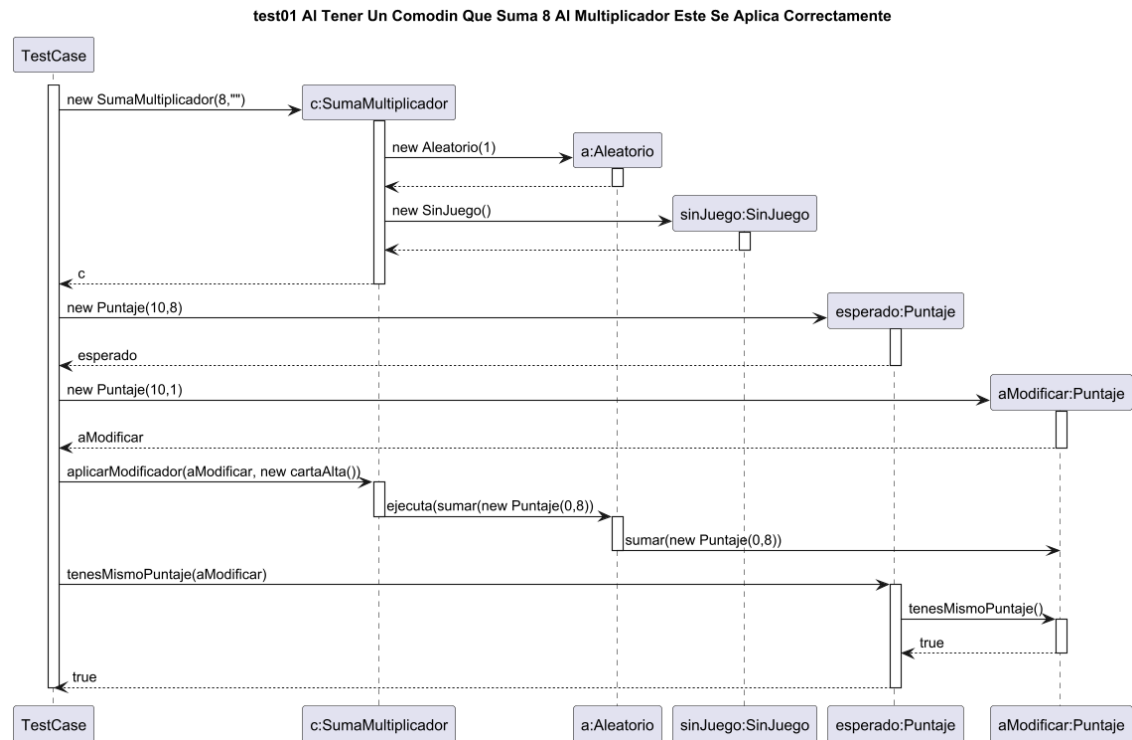 test01 Al Tener Un Comodin Que Suma 8 Al Multiplicador Este Se Aplica Correctamente
TestCase
new SumaMultiplicador(8,"")
c:SumaMultiplicador
new Aleatorio(1)
a:Aleatorio
new SinJuego()
sinJuego:SinJuego
c
new Puntaje(10,8)
esperado:Puntaje
esperado
new Puntaje(10,1)
aModificar:Puntaje
aModificar
aplicarModificador(aModificar, new cartaAlta())
ejecuta(sumar(new Puntaje(0,8))
sumar(new Puntaje(0,8))
tenesMismoPuntaje(aModificar)
tenesMismoPuntaje()
true
true
TestCase c:SumaMultiplicador a:Aleatorio sinJuego:SinJuego esperado:Puntaje aModificar:Puntaje